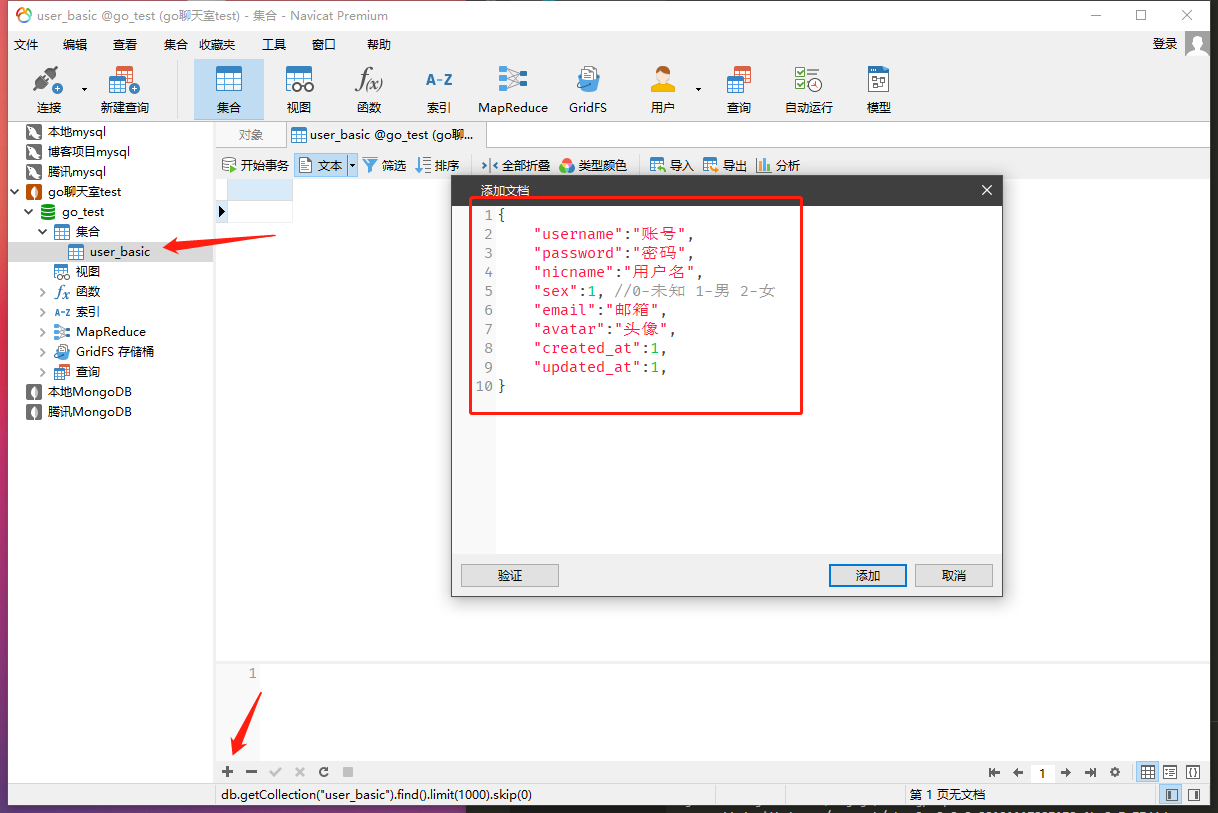 user_basic @go_test (go聊天室test) - 集合 - Navicat Premium
文件 编辑 查看 集合 收藏夹 工具 窗口 帮助 登录
连接 新建查询 集合 视图 函数 A-Z 索引 MapReduce GridFS 用户 查询 自动运行 模型
本地mysql
博客项目mysql
腾讯mysql
go聊天室test
go_test
集合
user_basic
视图
函数
A-Z 索引
MapReduce
GridFS 存储桶
查询
本地MongoDB
腾讯MongoDB
对象 user_basic @go_test (go聊...
开始事务 文本 筛选 排序 全部折叠 类型颜色 导入 导出 分析
添加文档
1 {
2 "username":"账号",
3 "password":"密码",
4 "nicname":"用户名",
5 "sex":1, //0-未知 1-男 2-女
6 "email":"邮箱",
7 "avatar":"头像",
8 "created_at":1,
9 "updated_at":1,
10 }
验证 添加 取消
1
1
db.getCollection("user_basic").find().limit(1000).skip(0) 第 1 页无文档